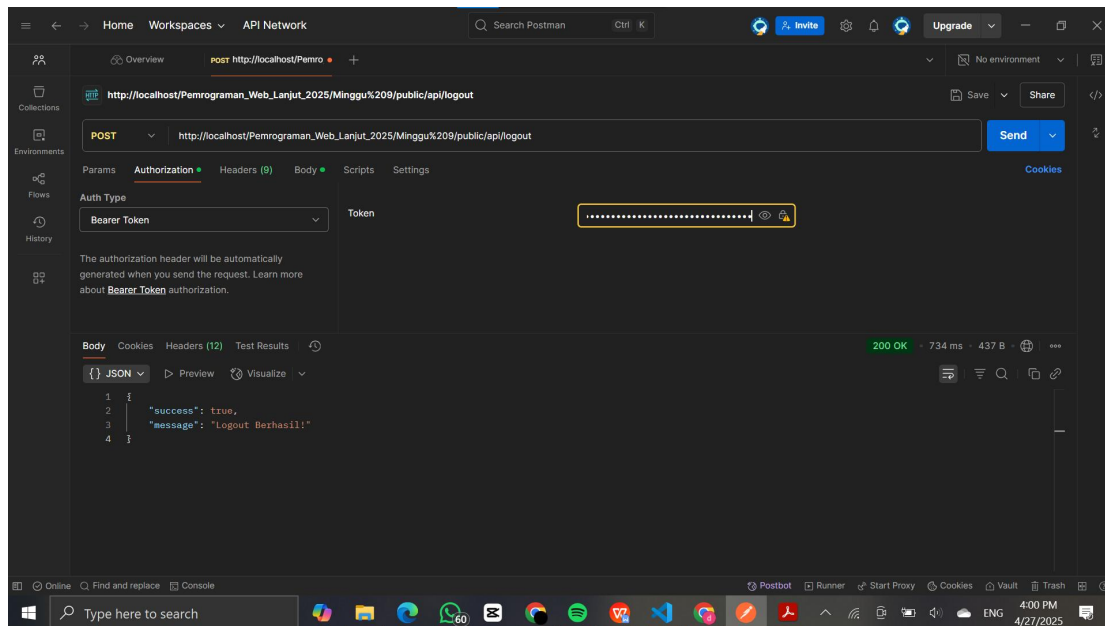 Home Workspaces API Network Search Postman Ctrl K Invite Upgrade
Overview POST http://localhost/Pemro No environment
Collections
Environments
Flows
History
HTTP http://localhost/Pemrograman_Web_Lanjut_2025/Minggu%209/public/api/logout Save Share
POST http://localhost/Pemrograman_Web_Lanjut_2025/Minggu%209/public/api/logout Send
Params Authorization Headers (9) Body Scripts Settings Cookies
Auth Type
Bearer Token
Token
The authorization header will be automatically
generated when you send the request. Learn more
about Bearer Token authorization.
Body Cookies Headers (12) Test Results 200 OK 734 ms 437 B
{} JSON Preview Visualize
1 {
2 "success": true,
3 "message": "Logout Berhasil!"
4 }
Online Find and replace Console Postbot Runner Start Proxy Cookies Vault Trash
Type here to search 60 ENG 4:00 PM
4/27/2025